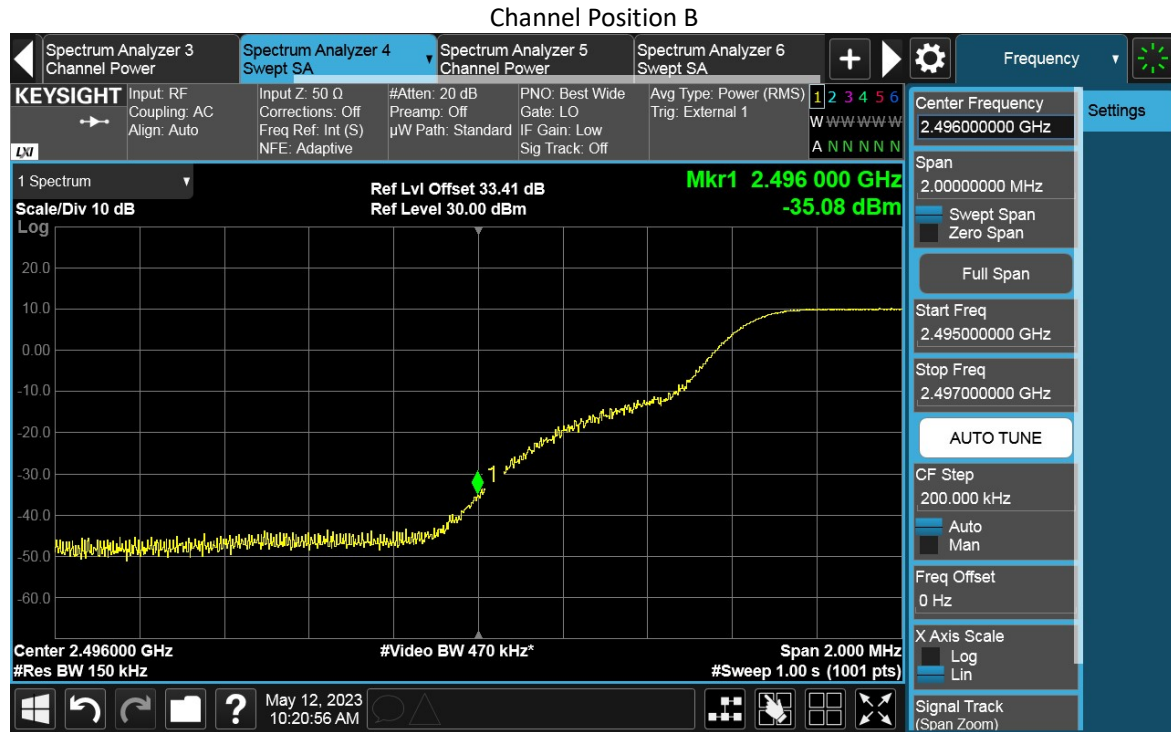 Channel Position B
Spectrum Analyzer 3
Channel Power
Spectrum Analyzer 4
Swept SA
Spectrum Analyzer 5
Channel Power
Spectrum Analyzer 6
Swept SA
Frequency
KEYSIGHT
LXI
Input: RF
Coupling: AC
Align: Auto
Input Z: 50 Ω
Corrections: Off
Freq Ref: Int (S)
NFE: Adaptive
#Atten: 20 dB
Preamp: Off
µW Path: Standard
PNO: Best Wide
Gate: LO
IF Gain: Low
Sig Track: Off
Avg Type: Power (RMS)
Trig: External 1
1 2 3 4 5 6
W W W W W W
A N N N N N
1 Spectrum
Scale/Div 10 dB
Log
Ref Lvl Offset 33.41 dB
Ref Level 30.00 dBm
Mkr1 2.496 000 GHz
-35.08 dBm
20.0
10.0
0.00
-10.0
-20.0
-30.0
-40.0
-50.0
-60.0
1
Center 2.496000 GHz
#Video BW 470 kHz*
Span 2.000 MHz
#Res BW 150 kHz
#Sweep 1.00 s (1001 pts)
?
May 12, 2023
10:20:56 AM
Center Frequency
2.496000000 GHz
Span
2.00000000 MHz
Swept Span
Zero Span
Full Span
Start Freq
2.495000000 GHz
Stop Freq
2.497000000 GHz
AUTO TUNE
CF Step
200.000 kHz
Auto
Man
Freq Offset
0 Hz
X Axis Scale
Log
Lin
Signal Track
(Span Zoom)
Settings